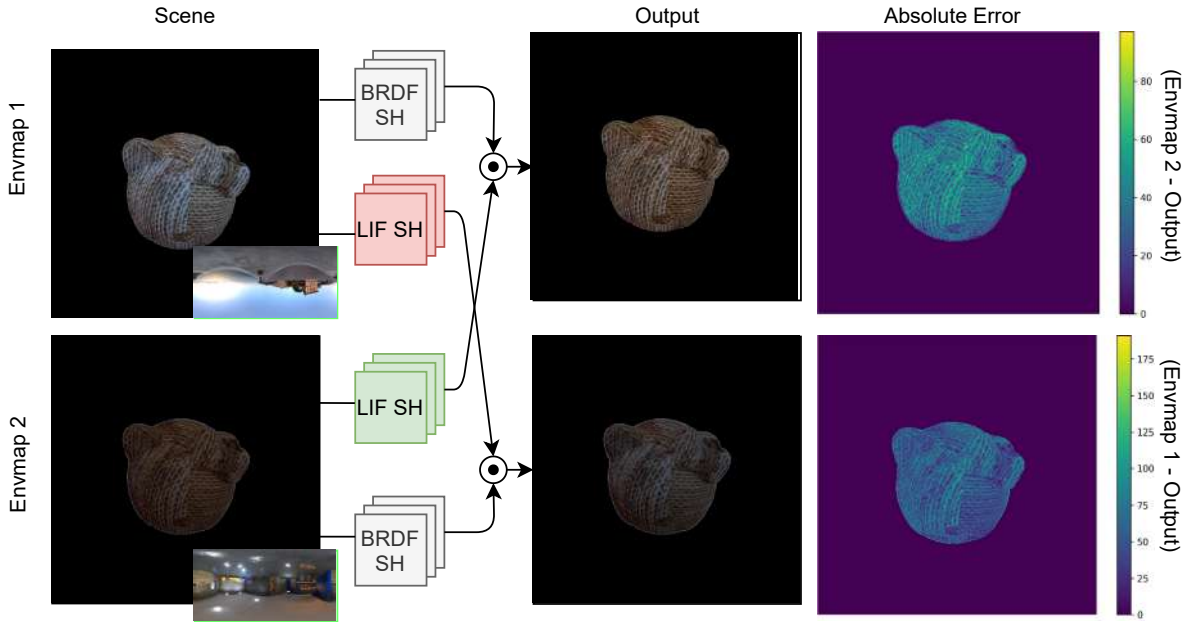 Scene
Output
Absolute Error
Envmap 1
BRDF
SH
LIF SH
80
60
40
20
0
(Envmap 2 - Output)
Envmap 2
LIF SH
BRDF
SH
175
150
125
100
75
50
25
0
(Envmap 1 - Output)